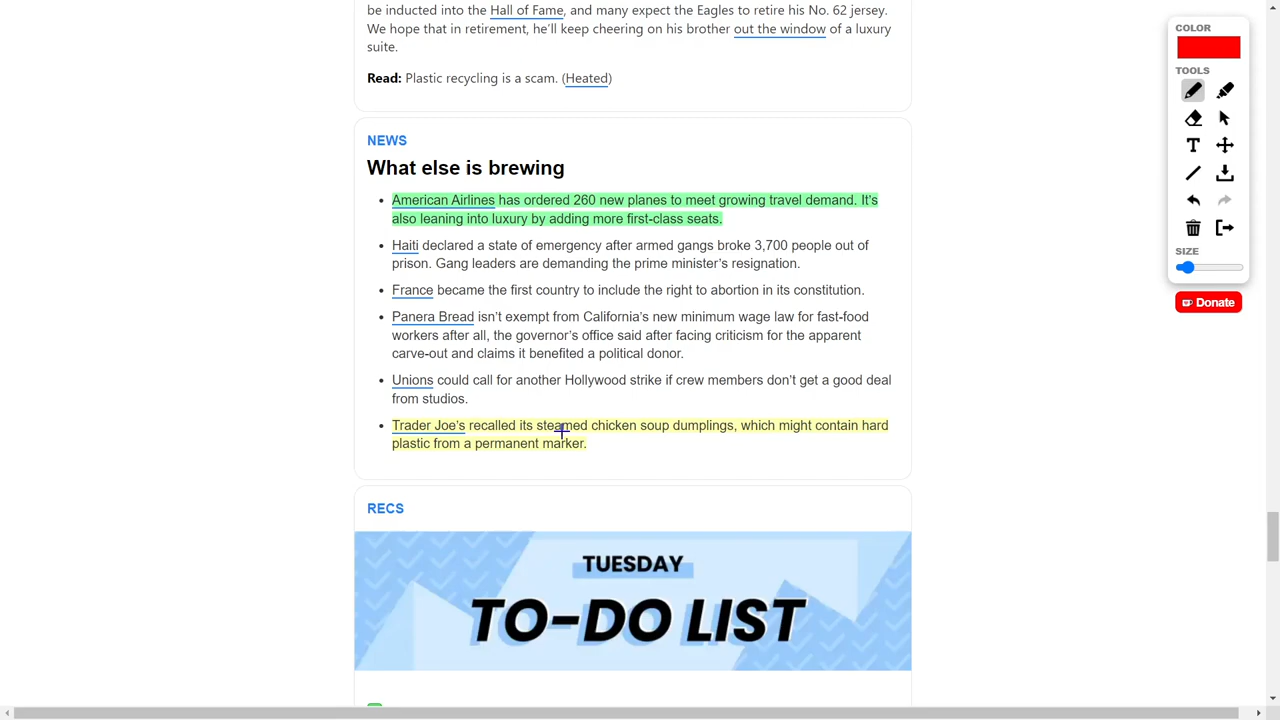 be inducted into the Hall of Fame, and many expect the Eagles to retire his No. 62 jersey.
We hope that in retirement, he'll keep cheering on his brother out the window of a luxury
suite.
Read: Plastic recycling is a scam. (Heated)
NEWS
What else is brewing
• American Airlines has ordered 260 new planes to meet growing travel demand. It's
also leaning into luxury by adding more first-class seats.
• Haiti declared a state of emergency after armed gangs broke 3,700 people out of
prison. Gang leaders are demanding the prime minister's resignation.
• France became the first country to include the right to abortion in its constitution.
• Panera Bread isn't exempt from California's new minimum wage law for fast-food
workers after all, the governor's office said after facing criticism for the apparent
carve-out and claims it benefited a political donor.
• Unions could call for another Hollywood strike if crew members don't get a good deal
from studios.
• Trader Joe's recalled its steamed chicken soup dumplings, which might contain hard
plastic from a permanent marker.
RECS
TUESDAY
TO-DO LIST
COLOR
TOOLS
T
SIZE
Donate